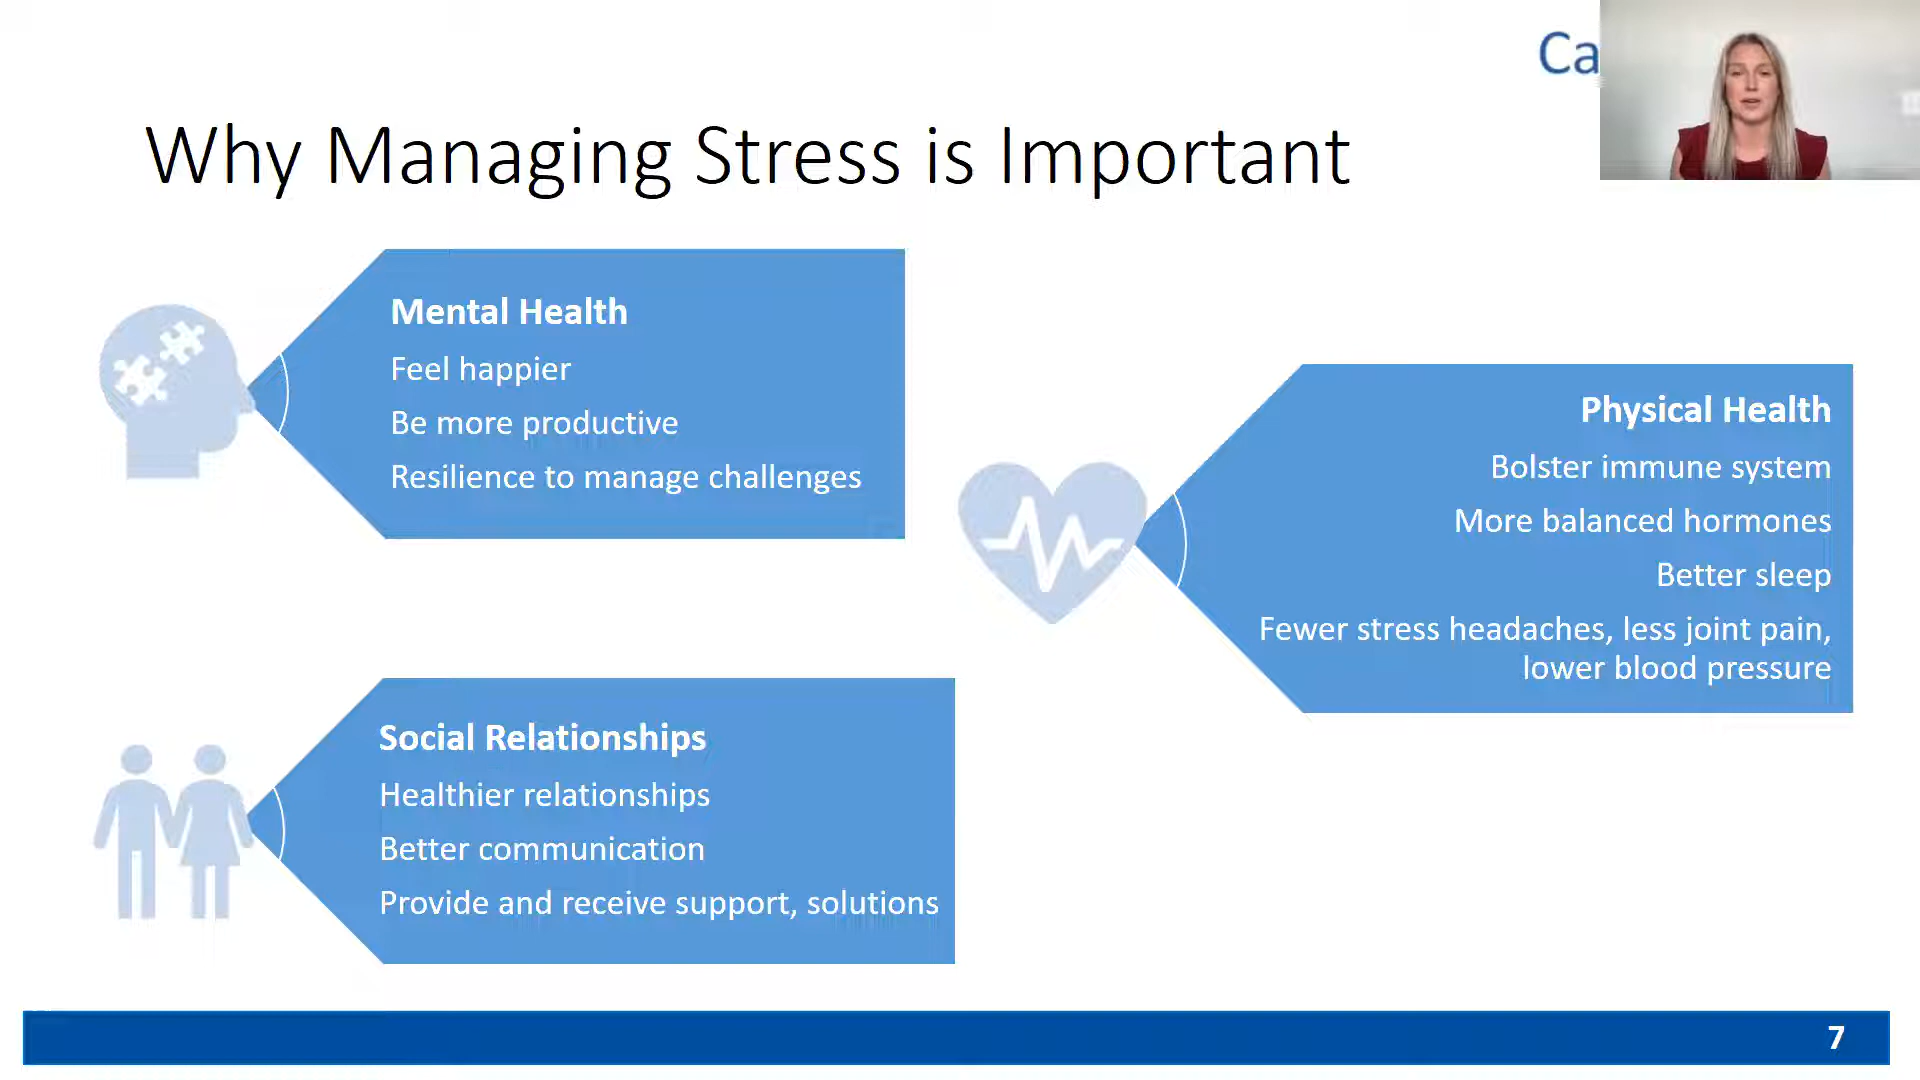 Ca
Why Managing Stress is Important
Mental Health
Feel happier
Be more productive
Resilience to manage challenges
Physical Health
Bolster immune system
More balanced hormones
Better sleep
Fewer stress headaches, less joint pain,
lower blood pressure
Social Relationships
Healthier relationships
Better communication
Provide and receive support, solutions
7